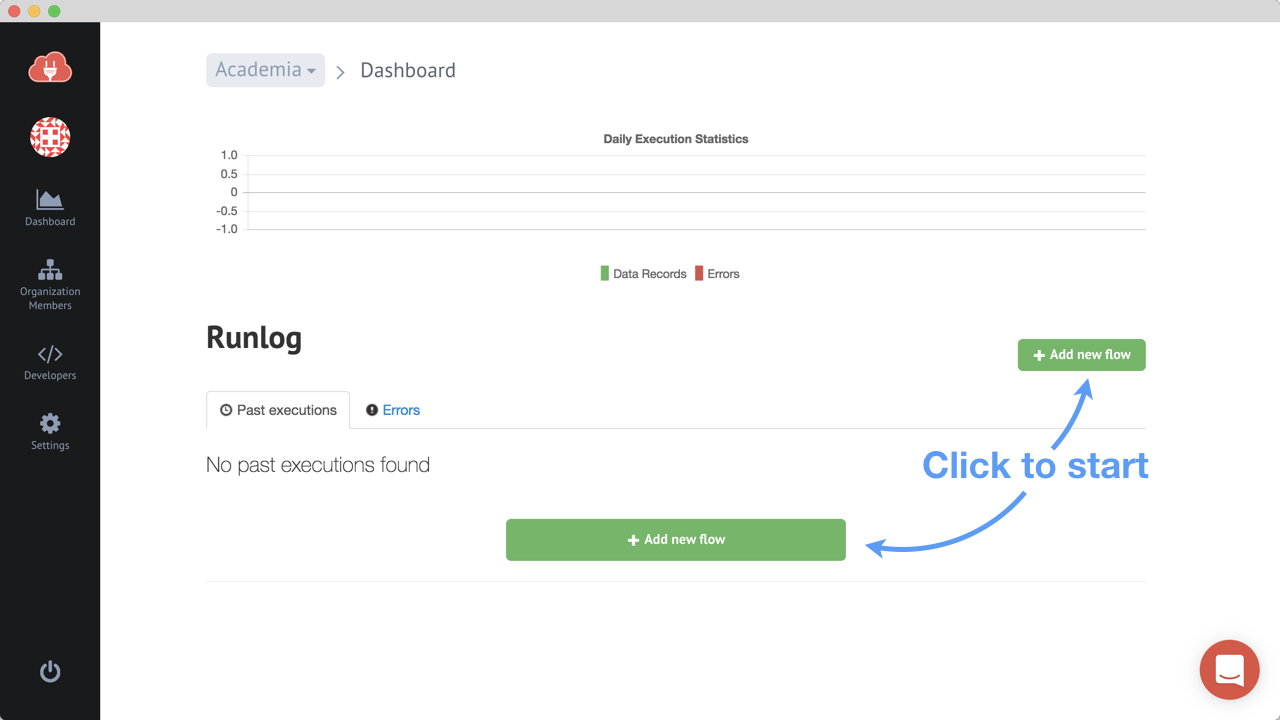 Academia
Dashboard
Daily Execution Statistics
1.0
0.5
0
-0.5
-1.0
Data Records
Errors
Dashboard
Organization
Members
Developers
Settings
Runlog
Add new flow
Past executions
Errors
No past executions found
Click to start
Add new flow